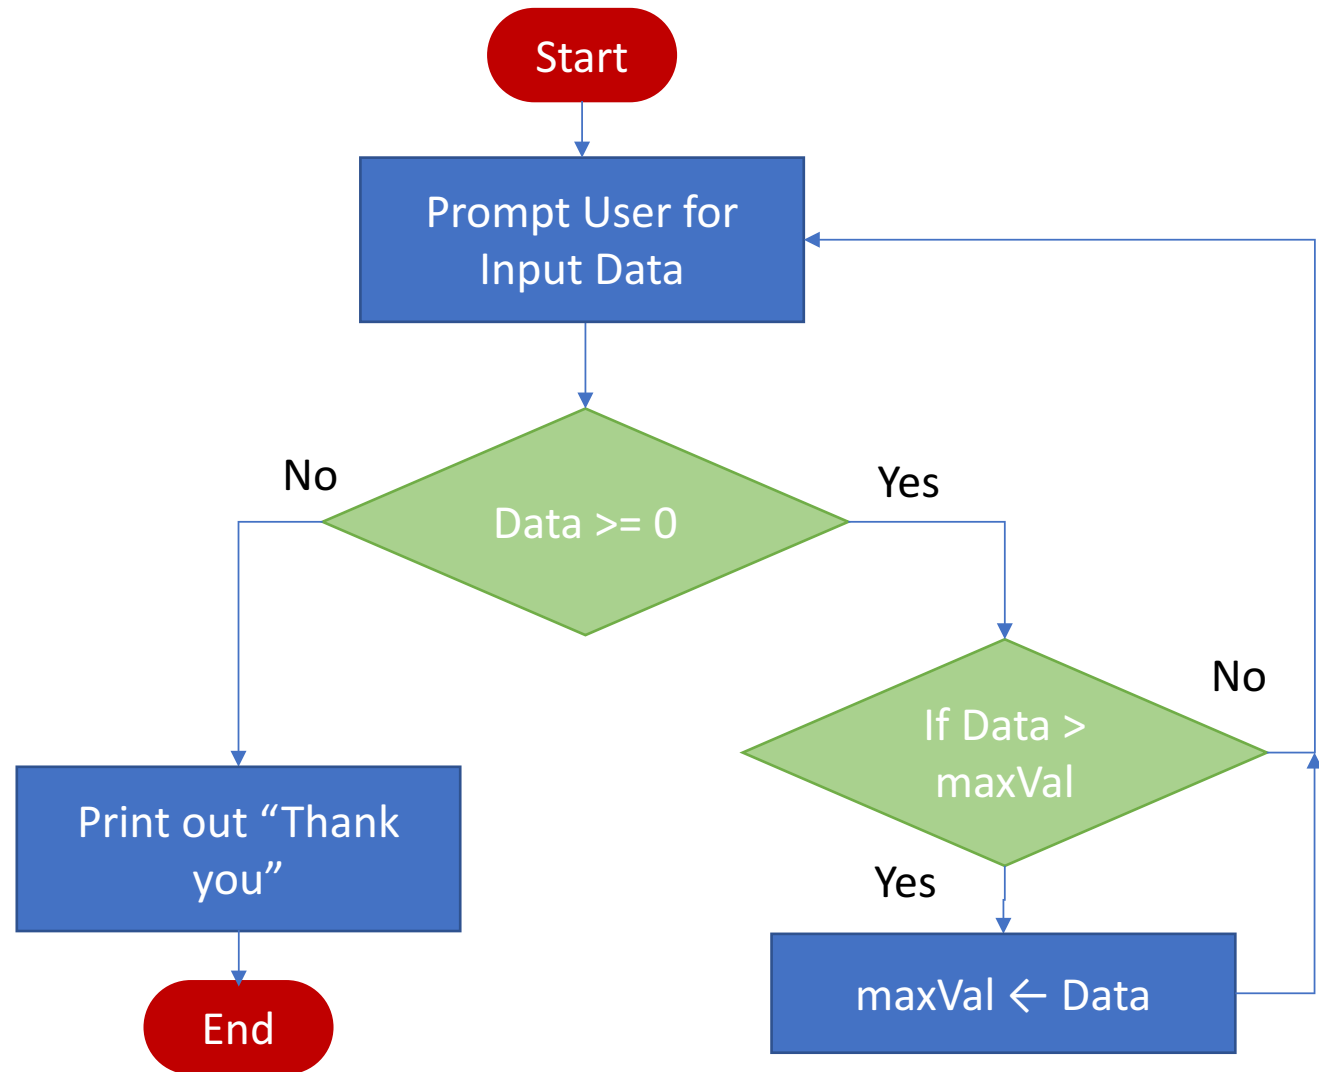 Start
Prompt User for
Input Data
No
Yes
Data >= 0
No
If Data >
maxVal
Print out “Thank
you”
Yes
maxVal ← Data
End